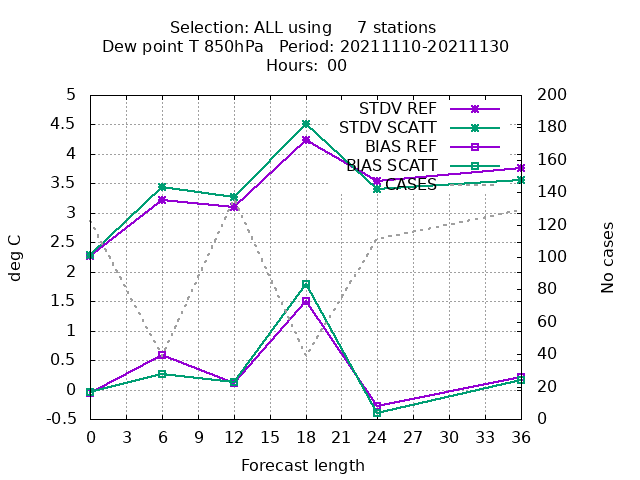 Selection: ALL using 7 stations
Dew point T 850hPa Period: 20211110-20211130
Hours: 00
STDV REF
STDV SCATT
BIAS REF
BIAS SCATT
CASES
5
4.5
4
3.5
3
2.5
2
1.5
1
0.5
0
-0.5
deg C
200
180
160
140
120
100
80
60
40
20
0
No cases
0 3 6 9 12 15 18 21 24 27 30 33 36
Forecast length